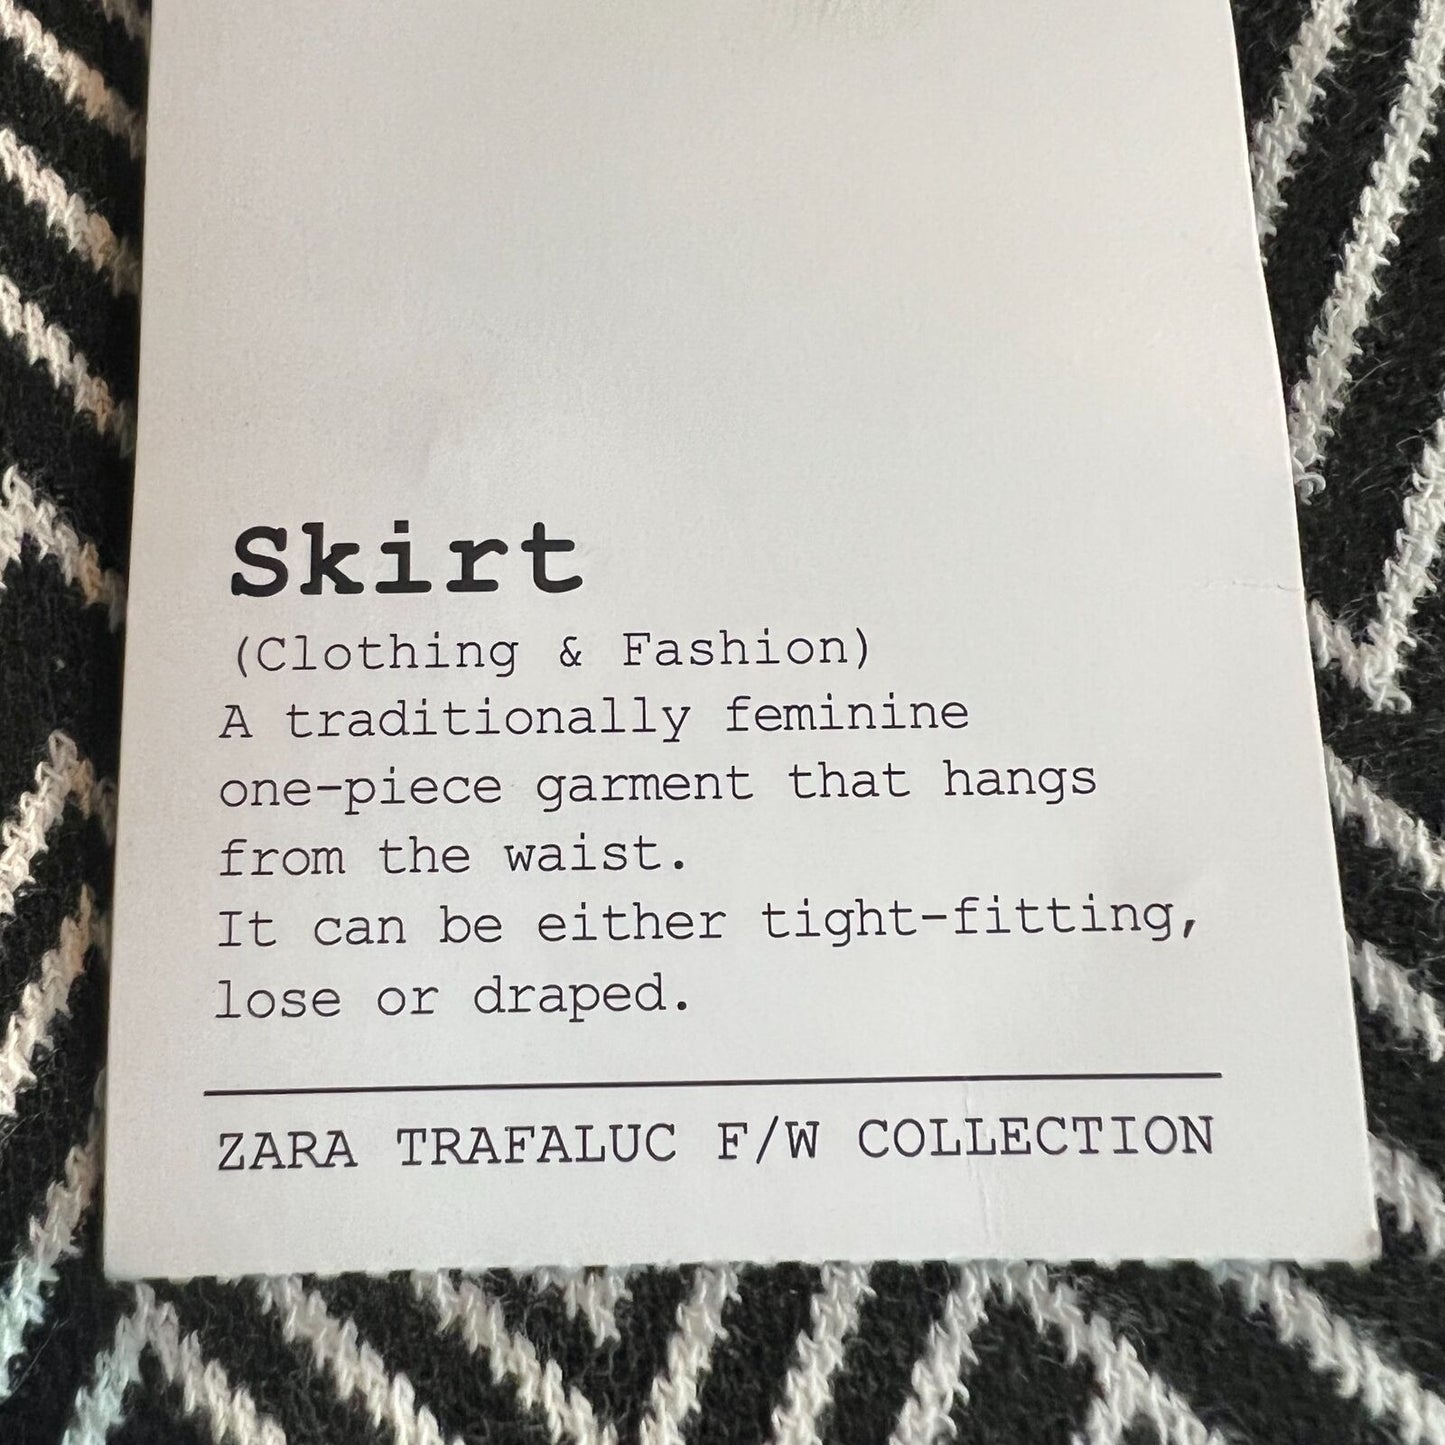 Skirt
(Clothing & Fashion)
A traditionally feminine
one-piece garment that hangs
from the waist.
It can be either tight-fitting,
lose or draped.
ZARA TRAFALUC F/W COLLECTION